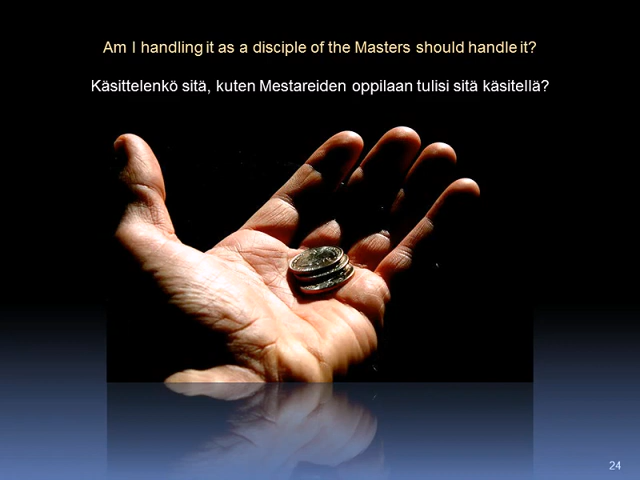 Am I handling it as a disciple of the Masters should handle it?
Käsittelenkö sitä, kuten Mestareiden oppilaan tulisi sitä käsitellä?
24